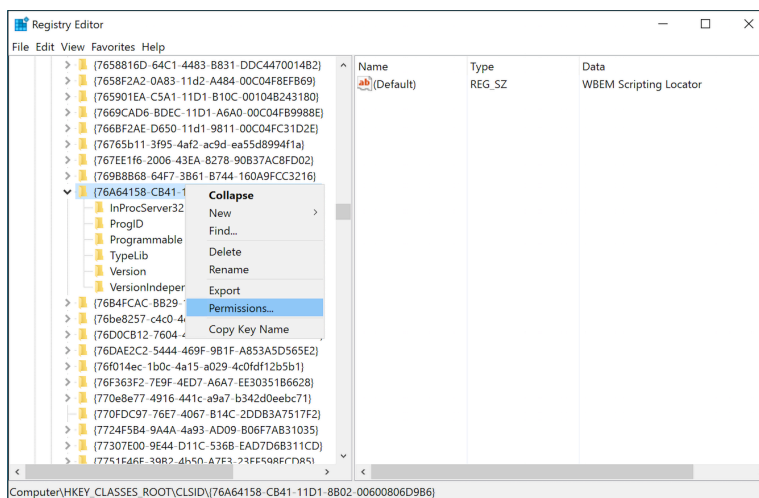 Registry Editor
File Edit View Favorites Help
{7658816D-64C1-4483-B831-DDC4470014B2}
{7658F2A2-0A83-11d2-A484-00C04F8EFB69}
{765901EA-C5A1-11D1-B10C-00104B243180}
{7669CAD6-BDEC-11D1-A6A0-00C04FB9988E}
{766BF2AE-D650-11d1-9811-00C04FC31D2E}
{76765b11-3f95-4af2-ac9d-ea55d8994f1a}
{767EE1f6-2006-43EA-8278-90B37AC8FD02}
{769B8B68-64F7-3B61-B744-160A9FCC3216}
{76A64158-CB41-1
InProcServer32
ProgID
Programmable
TypeLib
Version
VersionIndeper
{76B4FCAC-BB29-
{76be8257-c4c0-4
{76D0CB12-7604-4
{76DAE2C2-5444-469F-9B1F-A853A5D565E2}
{76f014ec-1b0c-4a15-a029-4c0fdf12b5b1}
{76F363F2-7E9F-4ED7-A6A7-EE30351B6628}
{770e8e77-4916-441c-a9a7-b342d0eebc71}
{770FDC97-76E7-4067-B14C-2DDB3A7517F2}
{7724F5B4-9A4A-4a93-AD09-B06F7AB31035}
{77307E00-9E44-D11C-536B-EAD7D6B311CD}
{7751F46F-39B2-4b50-A7F3-23FF598FCD85}
Collapse
New
Find...
Delete
Rename
Export
Permissions...
Copy Key Name
Name Type Data
(Default) REG_SZ WBEM Scripting Locator
Computer\HKEY_CLASSES_ROOT\CLSID\{76A64158-CB41-11D1-8B02-00600806D9B6}